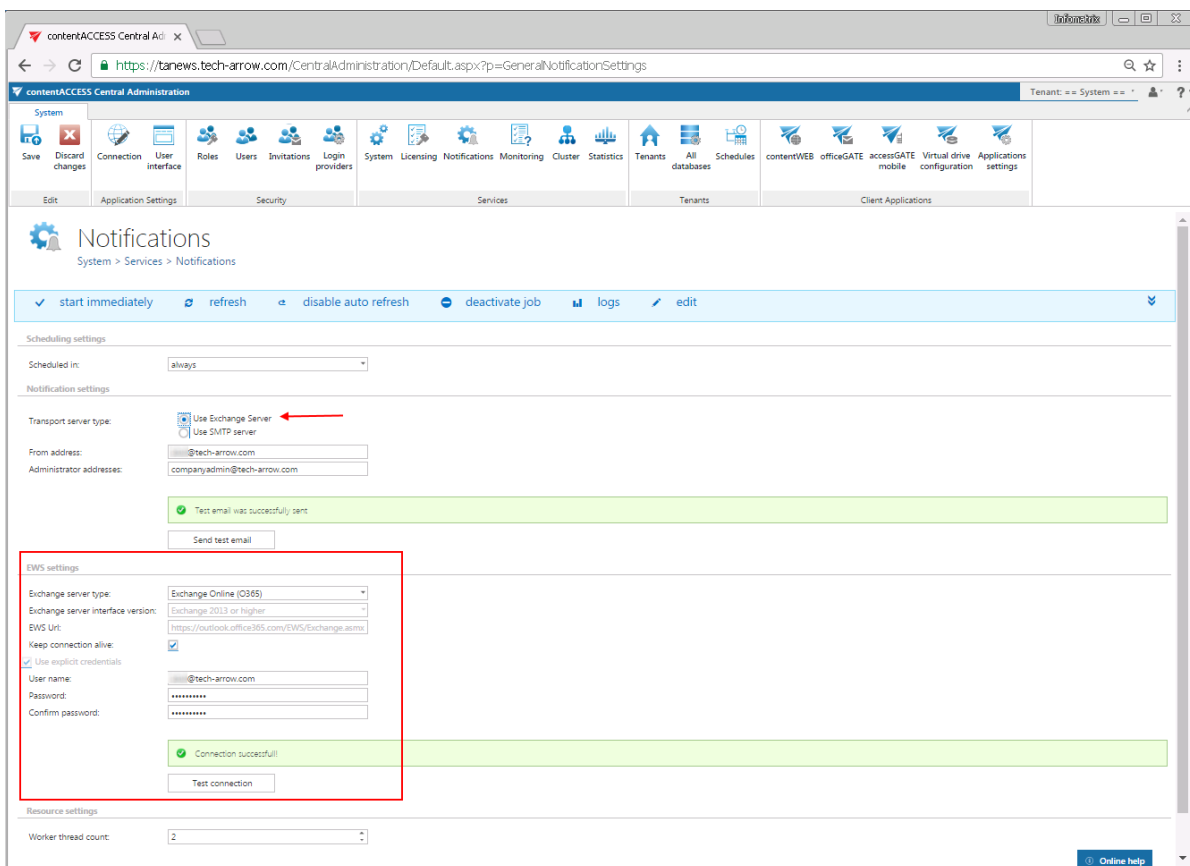 Infomatrix
contentACCESS Central Ad
https://tanews.tech-arrow.com/CentralAdministration/Default.aspx?p=GeneralNotificationSettings
contentACCESS Central Administration
Tenant: == System ==
?
System
Save
Discard changes
Connection
User interface
Roles
Users
Invitations
Login providers
System
Licensing
Notifications
Monitoring
Cluster
Statistics
Tenants
All databases
Schedules
contentWEB
officeGATE
accessGATE mobile
Virtual drive configuration
Applications settings
Edit
Application Settings
Security
Services
Tenants
Client Applications
Notifications
System > Services > Notifications
start immediately
refresh
disable auto refresh
deactivate job
logs
edit
Scheduling settings
Scheduled in:
always
Notification settings
Transport server type:
Use Exchange Server
Use SMTP server
From address:
@tech-arrow.com
Administrator addresses:
companyadmin@tech-arrow.com
Test email was successfully sent
Send test email
EWS settings
Exchange server type:
Exchange Online (O365)
Exchange server interface version:
Exchange 2013 or higher
EWS Url:
https://outlook.office365.com/EWS/Exchange.asmx
Keep connection alive:
Use explicit credentials
User name:
@tech-arrow.com
Password:
••••••••••
Confirm password:
••••••••••
Connection successfull!
Test connection
Resource settings
Worker thread count:
2
Online help